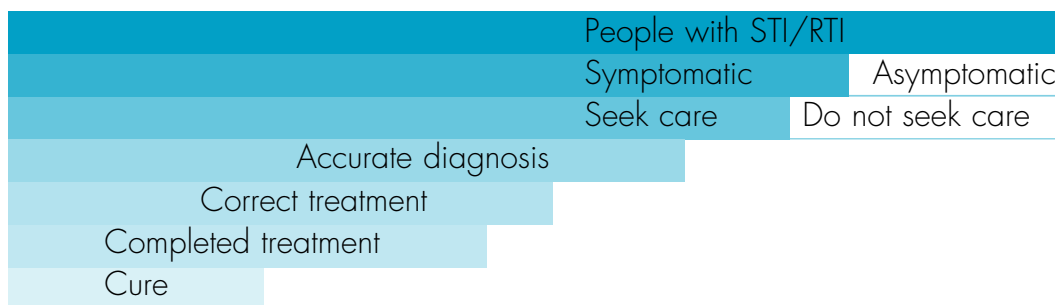 People with STI/RTI
Symptomatic Asymptomatic
Seek care Do not seek care
Accurate diagnosis
Correct treatment
Completed treatment
Cure